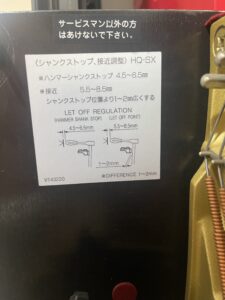 サービスマン以外の方
はあけないで下さい。
(シャンクストップ、接近調整) HQ-SX
※ハンマーシャンクストップ 4.5〜6.5㎜
※接近 5.5〜8.5㎜
シャンクストップ位置より1〜2㎜広くする
LET OFF REGULATION
(HAMMER SHANK STOP) (LET OFF POINT)
4.5〜6.5mm 5.5〜8.5mm
1〜2mm
V143220 ※DIFFERENCE 1〜2mm